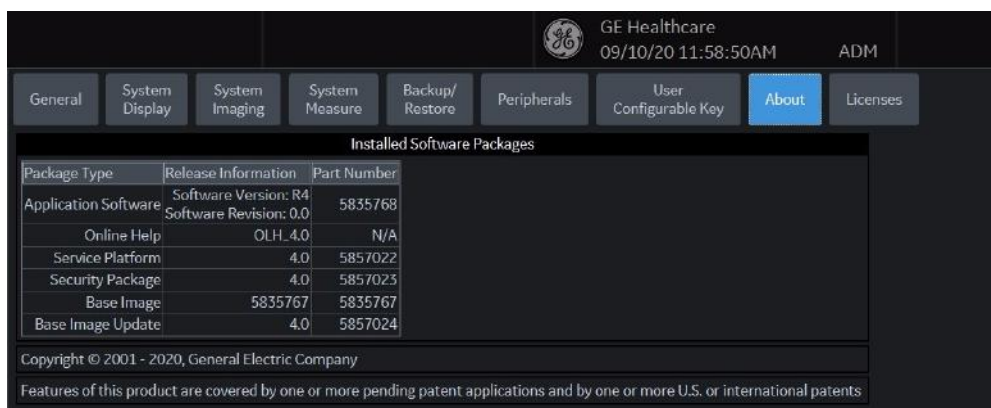 GE Healthcare
09/10/20 11:58:50AM ADM
General System Display System Imaging System Measure Backup/ Restore Peripherals User Configurable Key About Licenses
Installed Software Packages
Package Type Release Information Part Number
Application Software Software Version: R4 Software Revision: 0.0 5835768
Online Help OLH_4.0 N/A
Service Platform 4.0 5857022
Security Package 4.0 5857023
Base Image 5835767 5835767
Base Image Update 4.0 5857024
Copyright © 2001 - 2020, General Electric Company
Features of this product are covered by one or more pending patent applications and by one or more U.S. or international patents